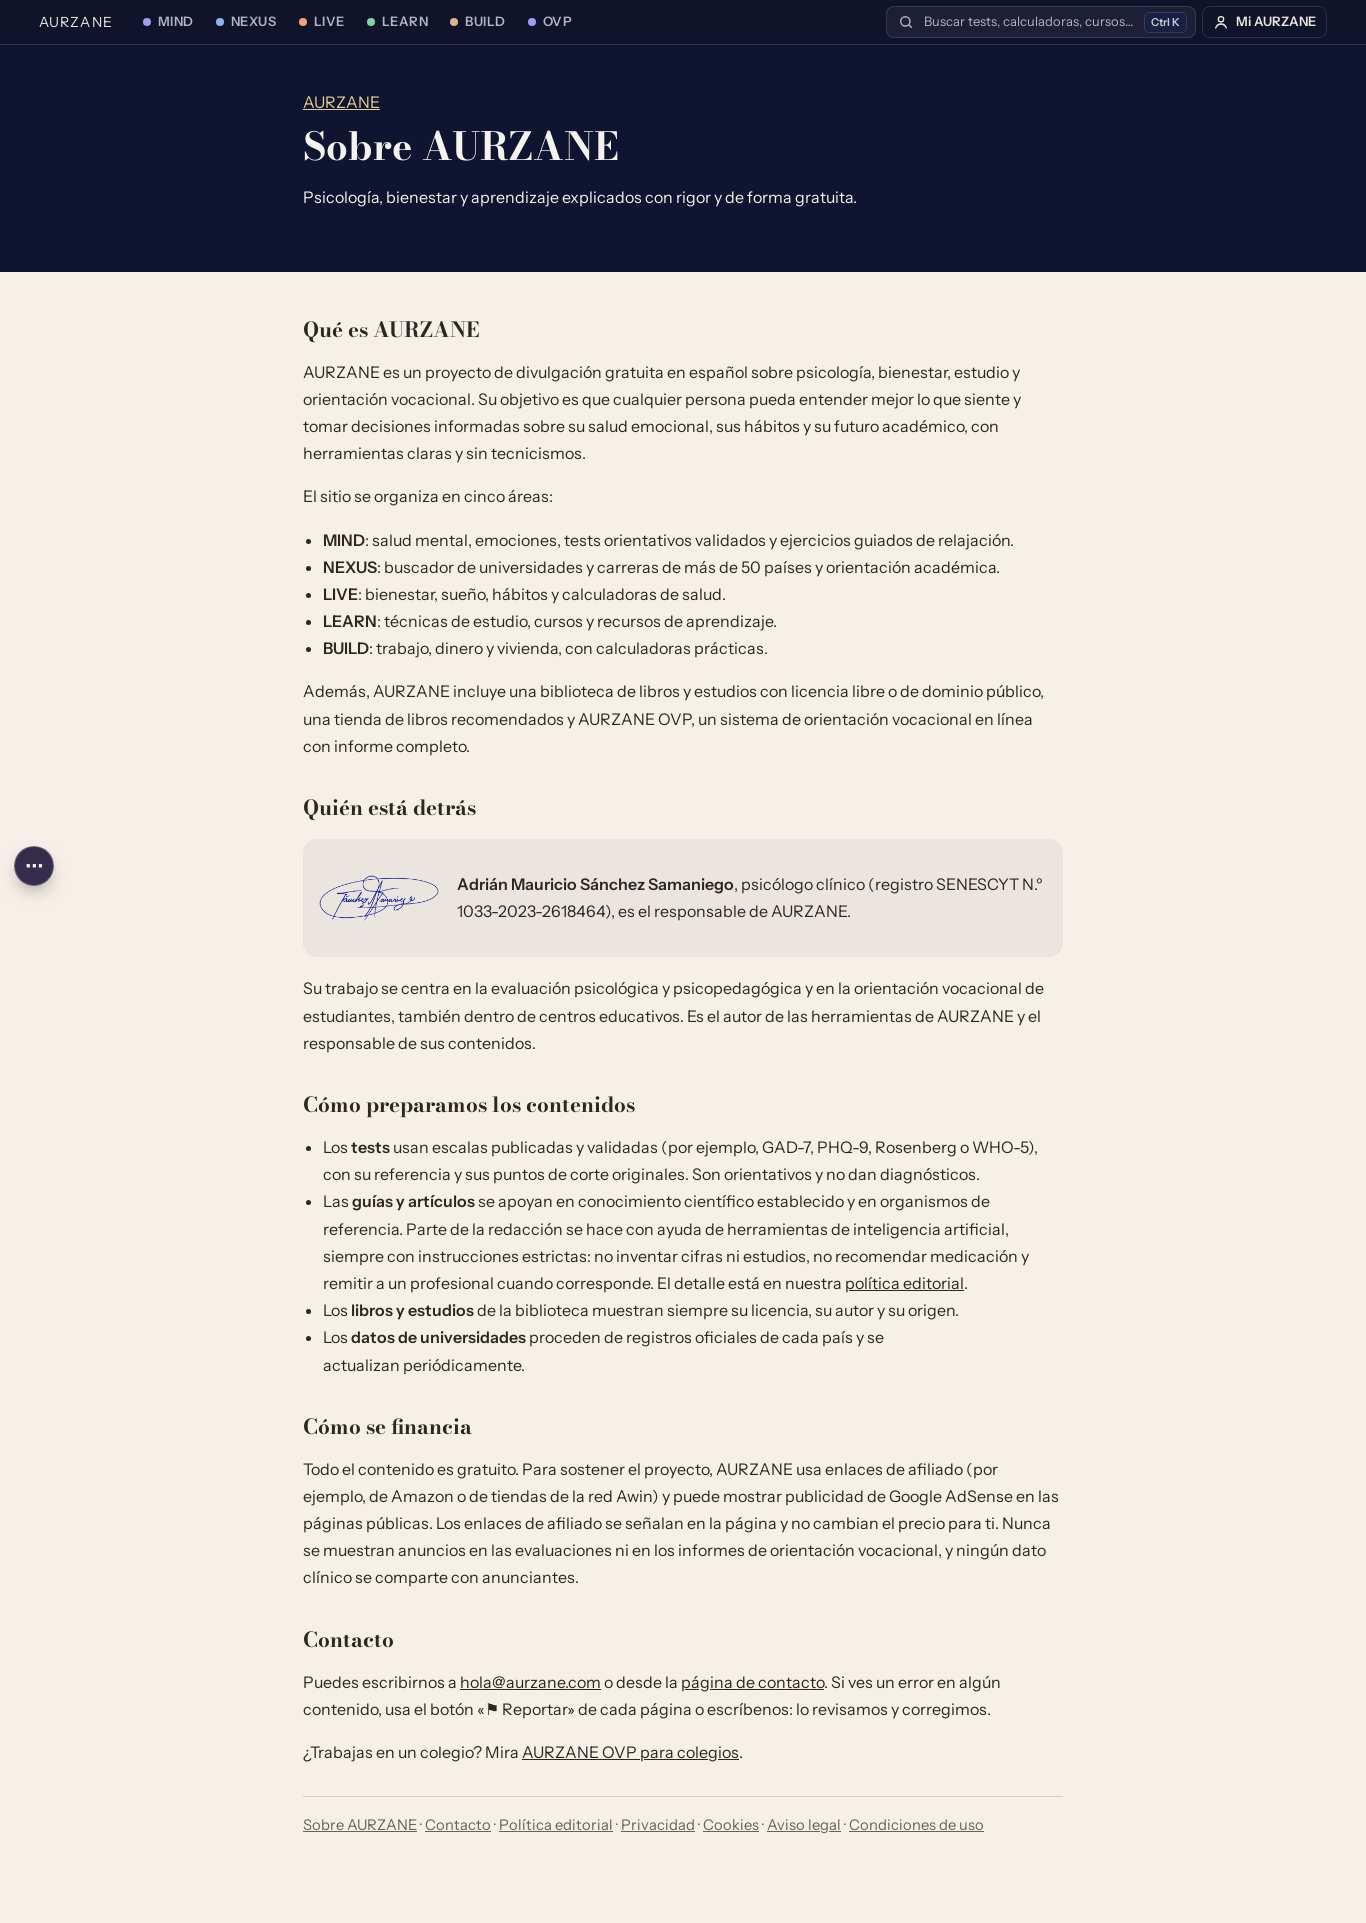 AURZANE MIND NEXUS LIVE LEARN BUILD OVP Buscar tests, calculadoras, cursos... Ctrl K Mi AURZANE
AURZANE
Sobre AURZANE
Psicología, bienestar y aprendizaje explicados con rigor y de forma gratuita.
Qué es AURZANE
AURZANE es un proyecto de divulgación gratuita en español sobre psicología, bienestar, estudio y
orientación vocacional. Su objetivo es que cualquier persona pueda entender mejor lo que siente y
tomar decisiones informadas sobre su salud emocional, sus hábitos y su futuro académico, con
herramientas claras y sin tecnicismos.
El sitio se organiza en cinco áreas:
• MIND: salud mental, emociones, tests orientativos validados y ejercicios guiados de relajación.
• NEXUS: buscador de universidades y carreras de más de 50 países y orientación académica.
• LIVE: bienestar, sueño, hábitos y calculadoras de salud.
• LEARN: técnicas de estudio, cursos y recursos de aprendizaje.
• BUILD: trabajo, dinero y vivienda, con calculadoras prácticas.
Además, AURZANE incluye una biblioteca de libros y estudios con licencia libre o de dominio público,
una tienda de libros recomendados y AURZANE OVP, un sistema de orientación vocacional en línea
con informe completo.
Quién está detrás
Adrián Mauricio Sánchez Samaniego, psicólogo clínico (registro SENESCYT N.º
1033-2023-2618464), es el responsable de AURZANE.
Su trabajo se centra en la evaluación psicológica y psicopedagógica y en la orientación vocacional de
estudiantes, también dentro de centros educativos. Es el autor de las herramientas de AURZANE y el
responsable de sus contenidos.
Cómo preparamos los contenidos
• Los tests usan escalas publicadas y validadas (por ejemplo, GAD-7, PHQ-9, Rosenberg o WHO-5),
con su referencia y sus puntos de corte originales. Son orientativos y no dan diagnósticos.
• Las guías y artículos se apoyan en conocimiento científico establecido y en organismos de
referencia. Parte de la redacción se hace con ayuda de herramientas de inteligencia artificial,
siempre con instrucciones estrictas: no inventar cifras ni estudios, no recomendar medicación y
remitir a un profesional cuando corresponde. El detalle está en nuestra política editorial.
• Los libros y estudios de la biblioteca muestran siempre su licencia, su autor y su origen.
• Los datos de universidades proceden de registros oficiales de cada país y se
actualizan periódicamente.
Cómo se financia
Todo el contenido es gratuito. Para sostener el proyecto, AURZANE usa enlaces de afiliado (por
ejemplo, de Amazon o de tiendas de la red Awin) y puede mostrar publicidad de Google AdSense en las
páginas públicas. Los enlaces de afiliado se señalan en la página y no cambian el precio para ti. Nunca
se muestran anuncios en las evaluaciones ni en los informes de orientación vocacional, y ningún dato
clínico se comparte con anunciantes.
Contacto
Puedes escribirnos a hola@aurzane.com o desde la página de contacto. Si ves un error en algún
contenido, usa el botón «⚑ Reportar» de cada página o escríbenos: lo revisamos y corregimos.
¿Trabajas en un colegio? Mira AURZANE OVP para colegios.
Sobre AURZANE · Contacto · Política editorial · Privacidad · Cookies · Aviso legal · Condiciones de uso